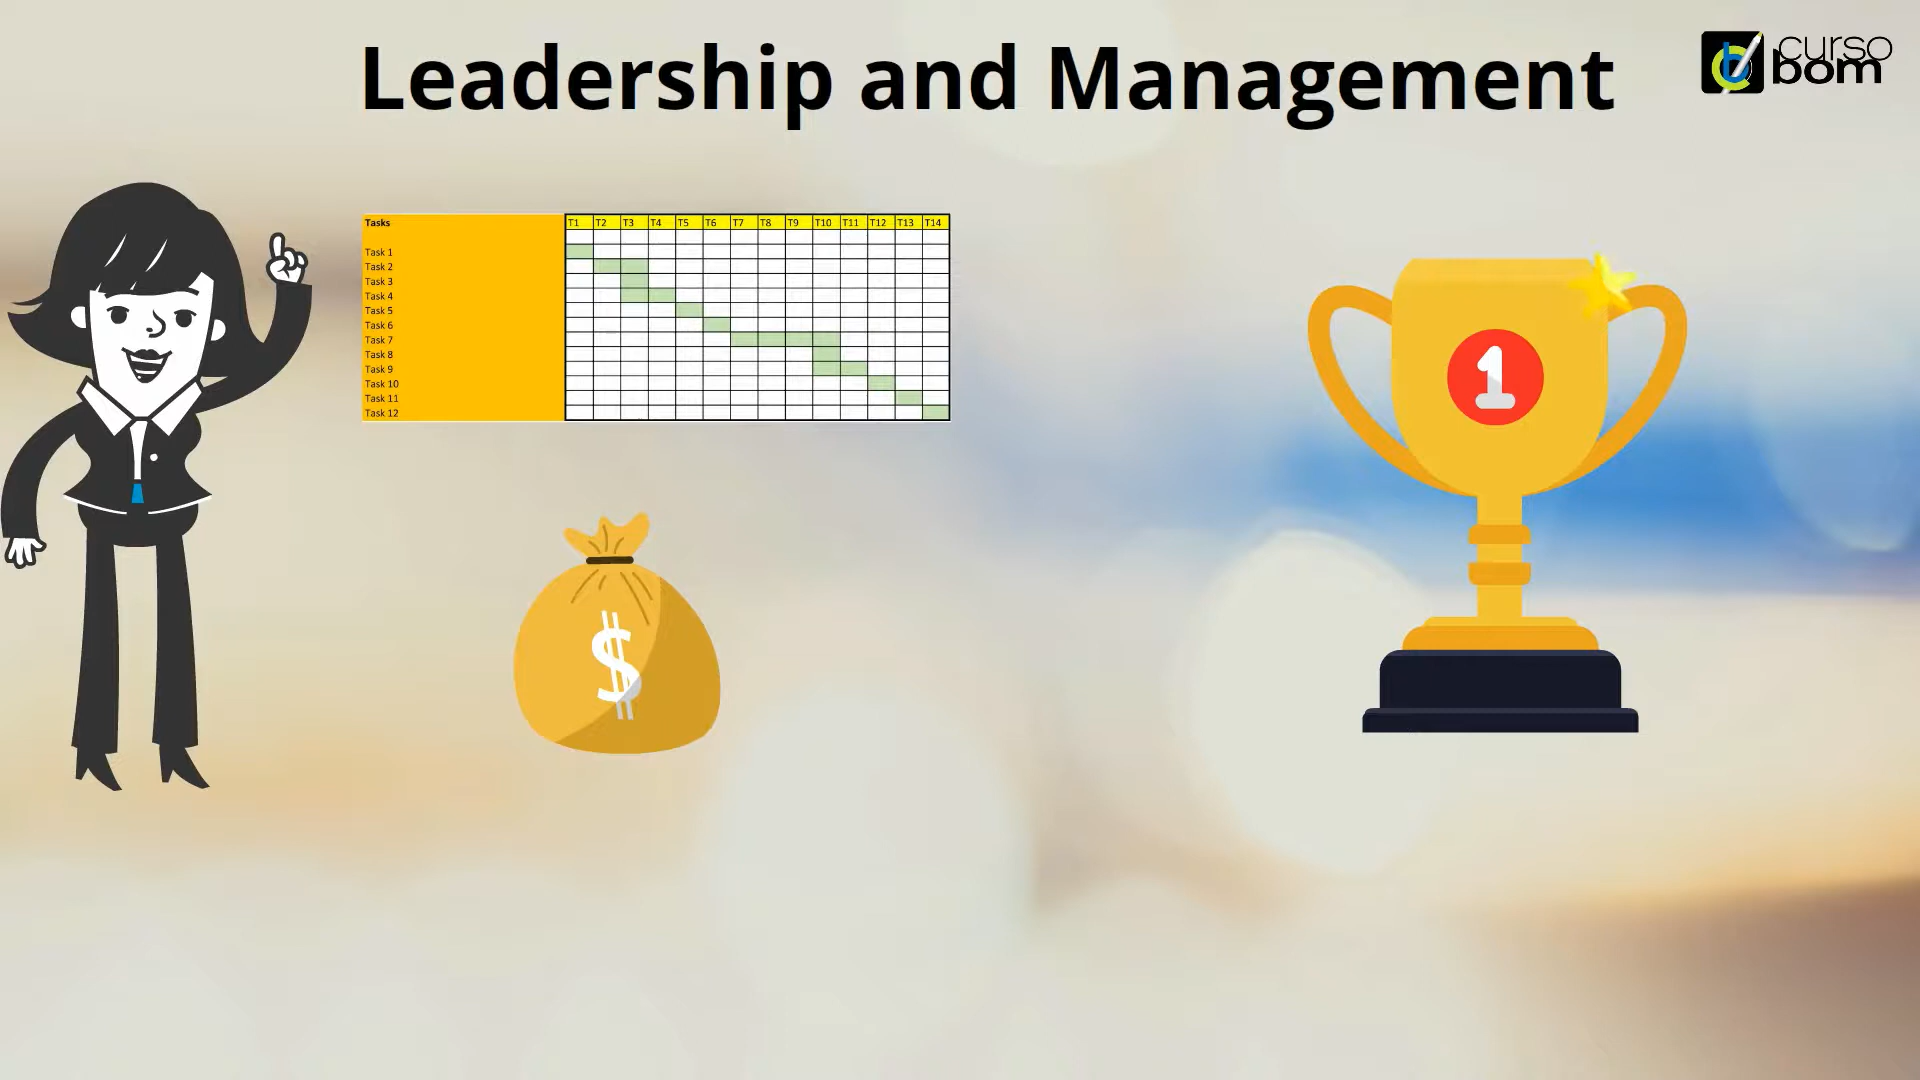 Leadership and Management
curso
bom
Tasks T1 T2 T3 T4 T5 T6 T7 T8 T9 T10 T11 T12 T13 T14
Task 1
Task 2
Task 3
Task 4
Task 5
Task 6
Task 7
Task 8
Task 9
Task 10
Task 11
Task 12
1
$